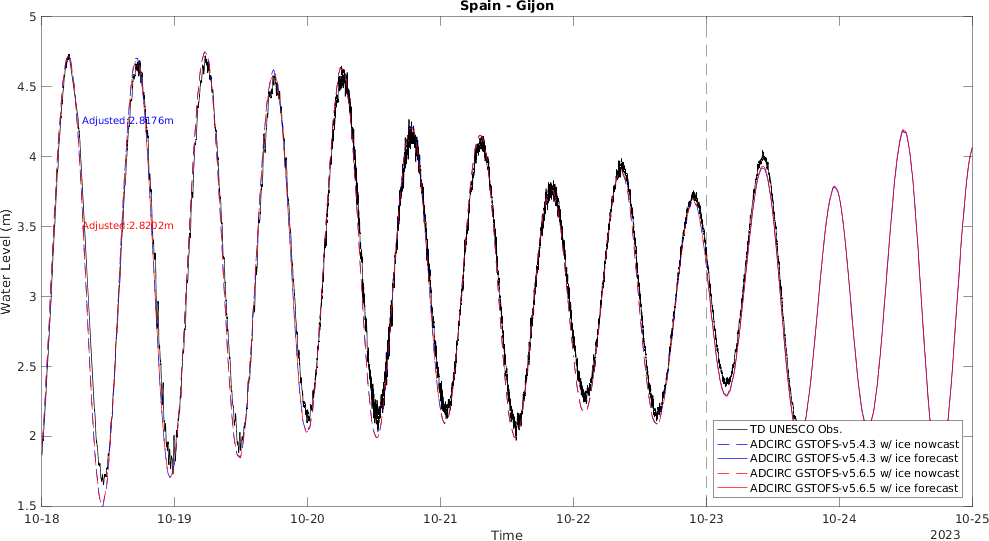 Spain - Gijon
5
4.5
4
3.5
3
2.5
2
1.5
Water Level (m)
Adjusted:2.8176m
Adjusted:2.8202m
TD UNESCO Obs.
ADCIRC GSTOFS-v5.4.3 w/ ice nowcast
ADCIRC GSTOFS-v5.4.3 w/ ice forecast
ADCIRC GSTOFS-v5.6.5 w/ ice nowcast
ADCIRC GSTOFS-v5.6.5 w/ ice forecast
10-18 10-19 10-20 10-21 10-22 10-23 10-24 10-25
Time
2023